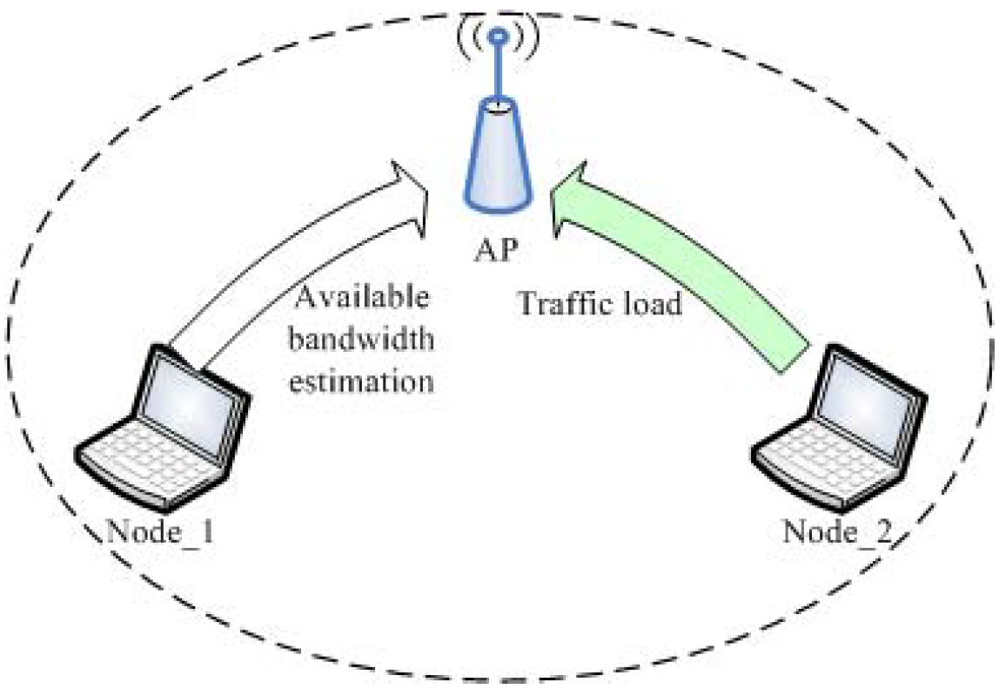 AP
Available
bandwidth
estimation
Traffic load
Node_1
Node_2